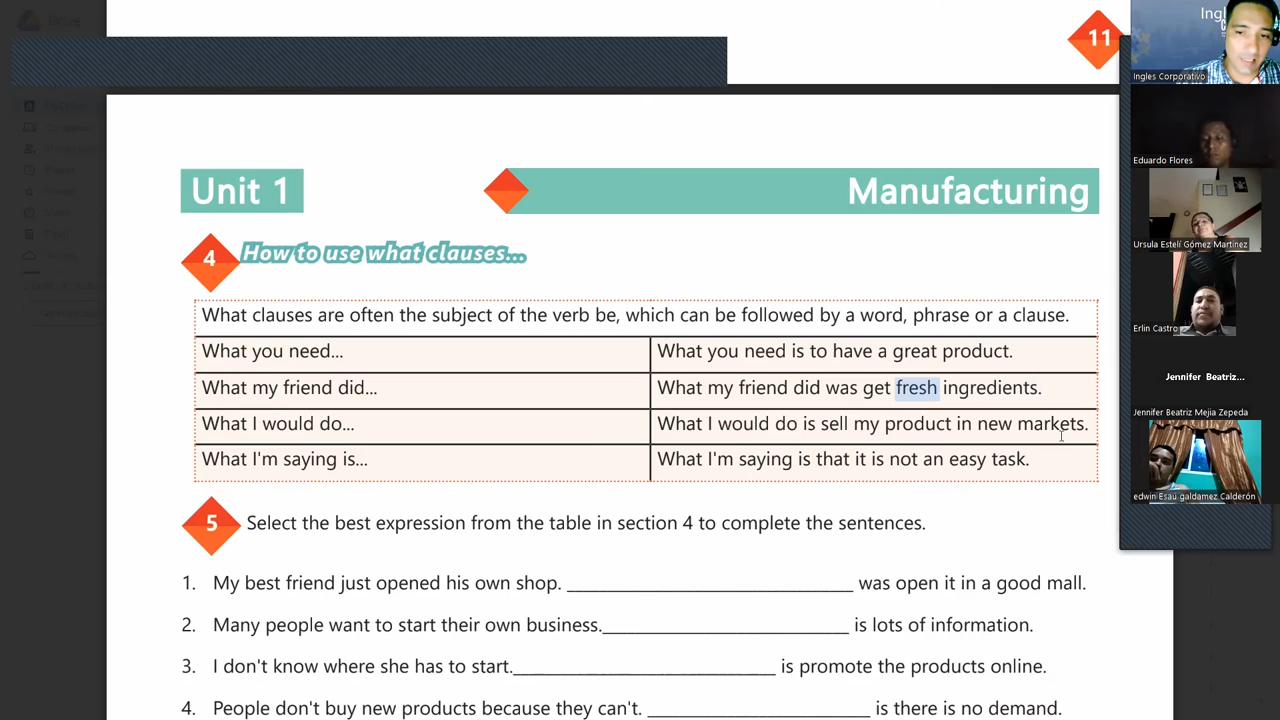 11
Unit 1
Manufacturing
4 How to use what clauses...
What clauses are often the subject of the verb be, which can be followed by a word, phrase or a clause.
What you need... What you need is to have a great product.
What my friend did... What my friend did was get fresh ingredients.
What I would do... What I would do is sell my product in new markets.
What I'm saying is... What I'm saying is that it is not an easy task.
5 Select the best expression from the table in section 4 to complete the sentences.
1. My best friend just opened his own shop. ____________________ was open it in a good mall.
2. Many people want to start their own business.____________________ is lots of information.
3. I don't know where she has to start.____________________ is promote the products online.
4. People don't buy new products because they can't. ____________________ is there is no demand.
Ingl
Ingles Corporativo
Eduardo Flores
Ursula Estelí Gómez Martinez
Erlin Castro
Jennifer Beatriz...
Jennifer Beatriz Mejia Zepeda
edwin Esaú galdamez Calderón